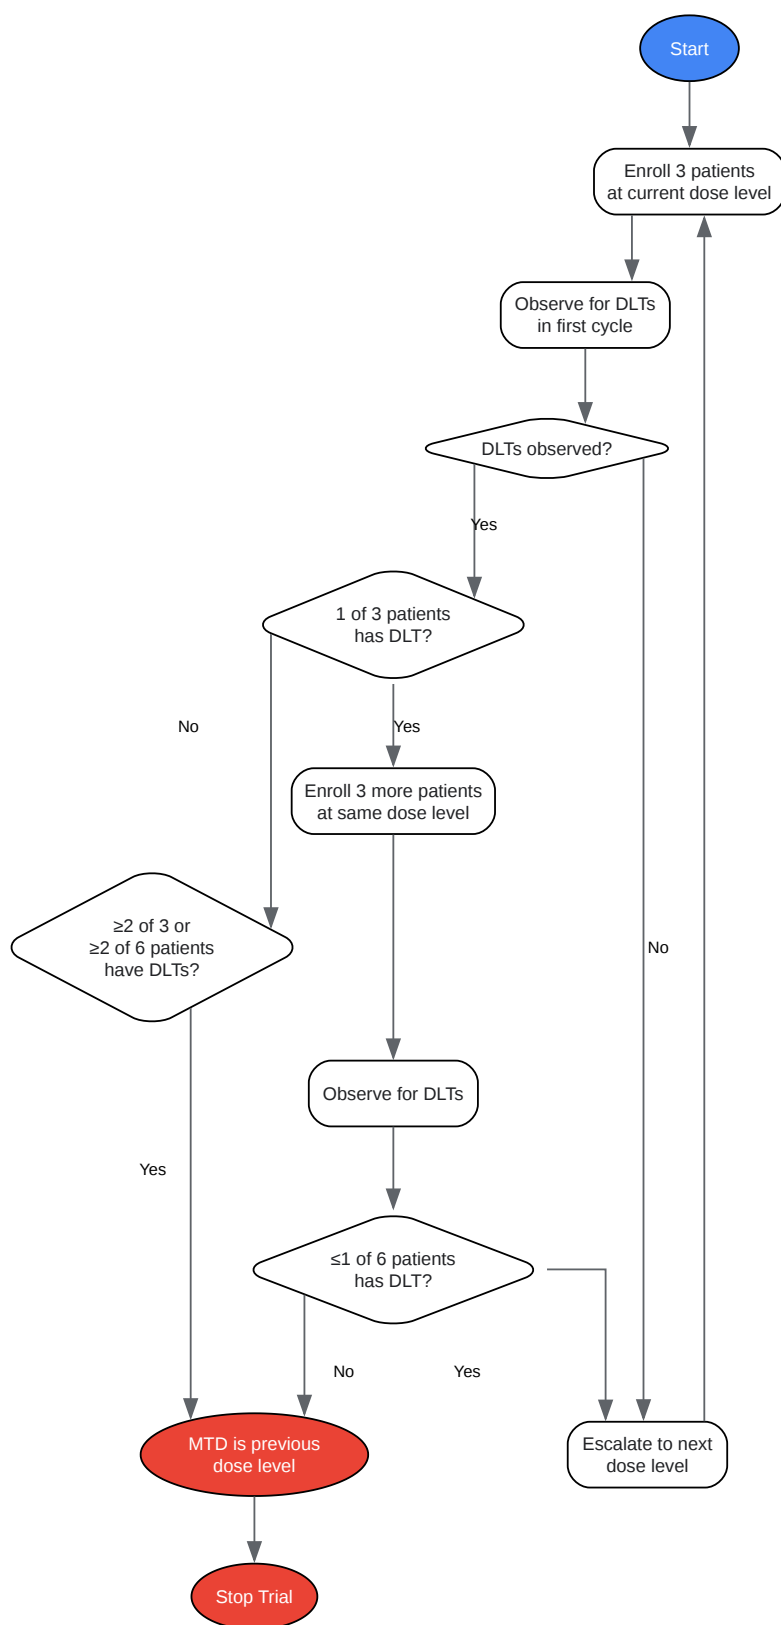 Start
Enroll 3 patients
at current dose level
Observe for DLTs
in first cycle
DLTs observed?
Yes
1 of 3 patients
has DLT?
No
Yes
Enroll 3 more patients
at same dose level
≥2 of 3 or
≥2 of 6 patients
have DLTs?
No
Observe for DLTs
Yes
≤1 of 6 patients
has DLT?
No
Yes
MTD is previous
dose level
Escalate to next
dose level
Stop Trial